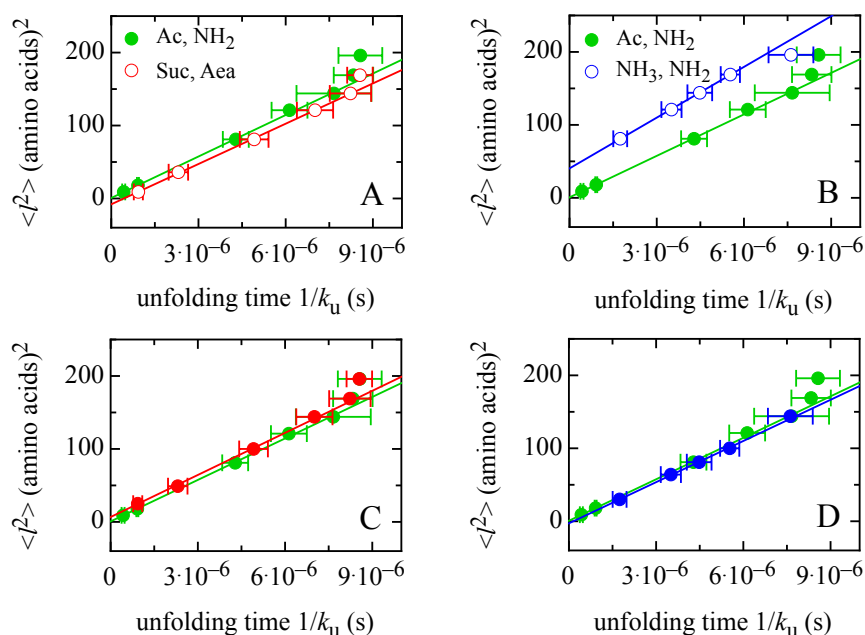 200
100
0
<l²> (amino acids)²
Ac, NH₂
Suc, Aea
A
0 3·10⁻⁶ 6·10⁻⁶ 9·10⁻⁶
unfolding time 1/kᵤ (s)
200
100
0
<l²> (amino acids)²
Ac, NH₂
NH₃, NH₂
B
0 3·10⁻⁶ 6·10⁻⁶ 9·10⁻⁶
unfolding time 1/kᵤ (s)
200
100
0
<l²> (amino acids)²
C
0 3·10⁻⁶ 6·10⁻⁶ 9·10⁻⁶
unfolding time 1/kᵤ (s)
200
100
0
<l²> (amino acids)²
D
0 3·10⁻⁶ 6·10⁻⁶ 9·10⁻⁶
unfolding time 1/kᵤ (s)